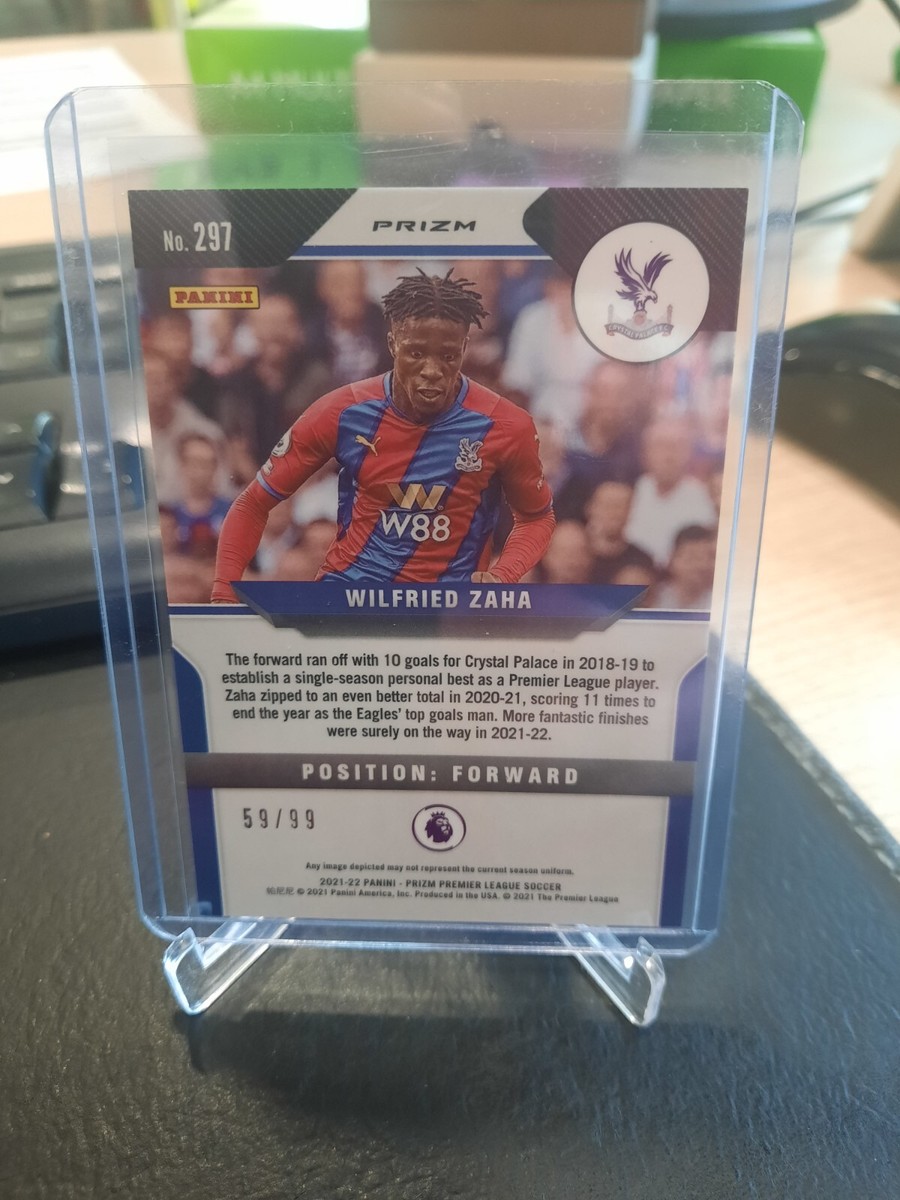 No. 297
PRIZM
PANINI
CRYSTAL PALACE F.C.
W88
WILFRIED ZAHA
The forward ran off with 10 goals for Crystal Palace in 2018-19 to
establish a single-season personal best as a Premier League player.
Zaha zipped to an even better total in 2020-21, scoring 11 times to
end the year as the Eagles' top goals man. More fantastic finishes
were surely on the way in 2021-22.
POSITION: FORWARD
59/99
Any image depicted may not represent the current season uniform.
2021-22 PANINI - PRIZM PREMIER LEAGUE SOCCER
帕尼尼 © 2021 Panini America, Inc. Produced in the USA. © 2021 The Premier League